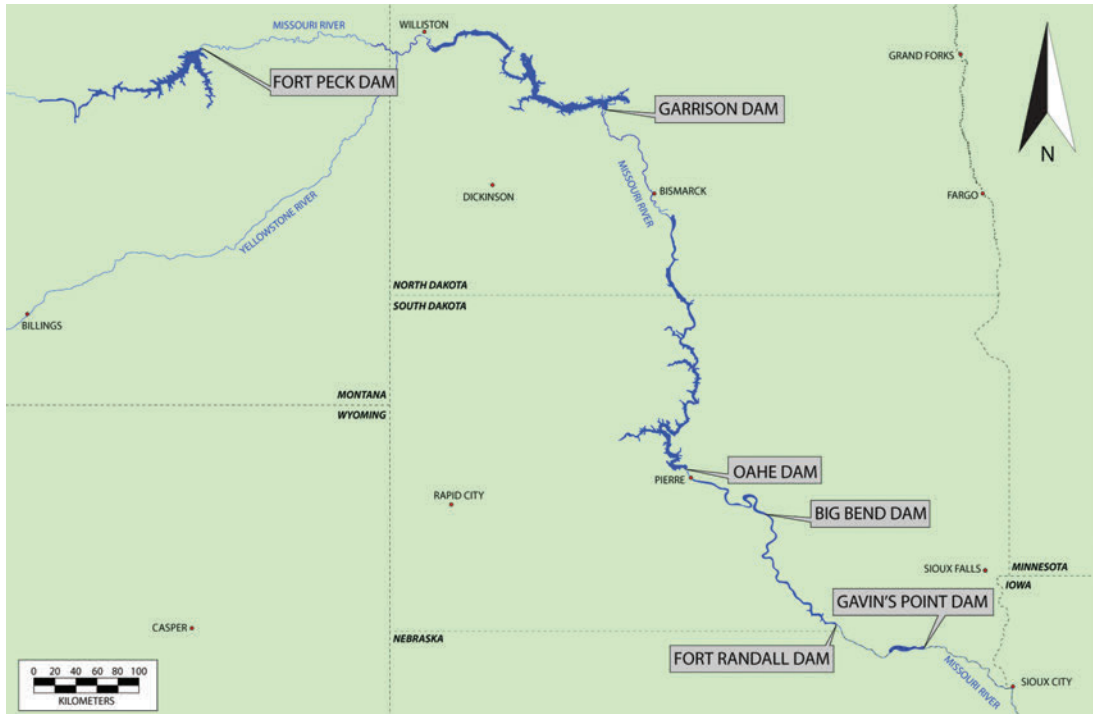 MISSOURI RIVER
WILLISTON
GRAND FORKS
FORT PECK DAM
GARRISON DAM
N
DICKINSON
MISSOURI RIVER
BISMARCK
FARGO
YELLOWSTONE RIVER
NORTH DAKOTA
SOUTH DAKOTA
BILLINGS
MONTANA
WYOMING
OAHE DAM
PIERRE
RAPID CITY
BIG BEND DAM
SIOUX FALLS
MINNESOTA
IOWA
GAVIN'S POINT DAM
CASPER
NEBRASKA
FORT RANDALL DAM
MISSOURI RIVER
SIOUX CITY
0 20 40 60 80 100
KILOMETERS